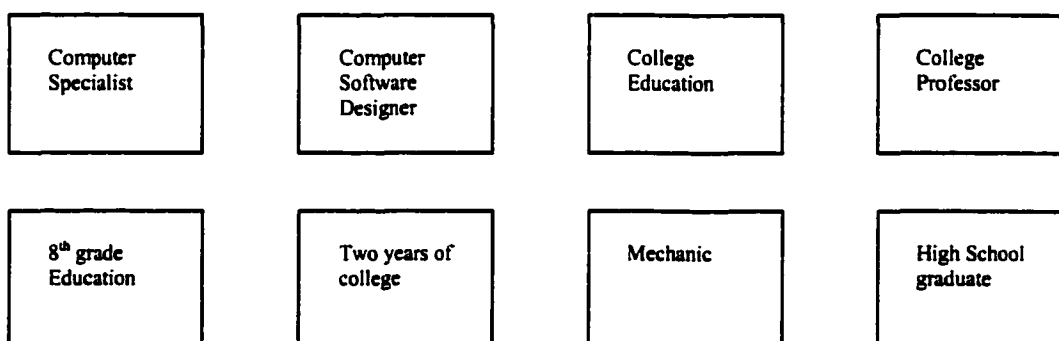 Computer
Specialist
Computer
Software
Designer
College
Education
College
Professor
8th grade
Education
Two years of
college
Mechanic
High School
graduate